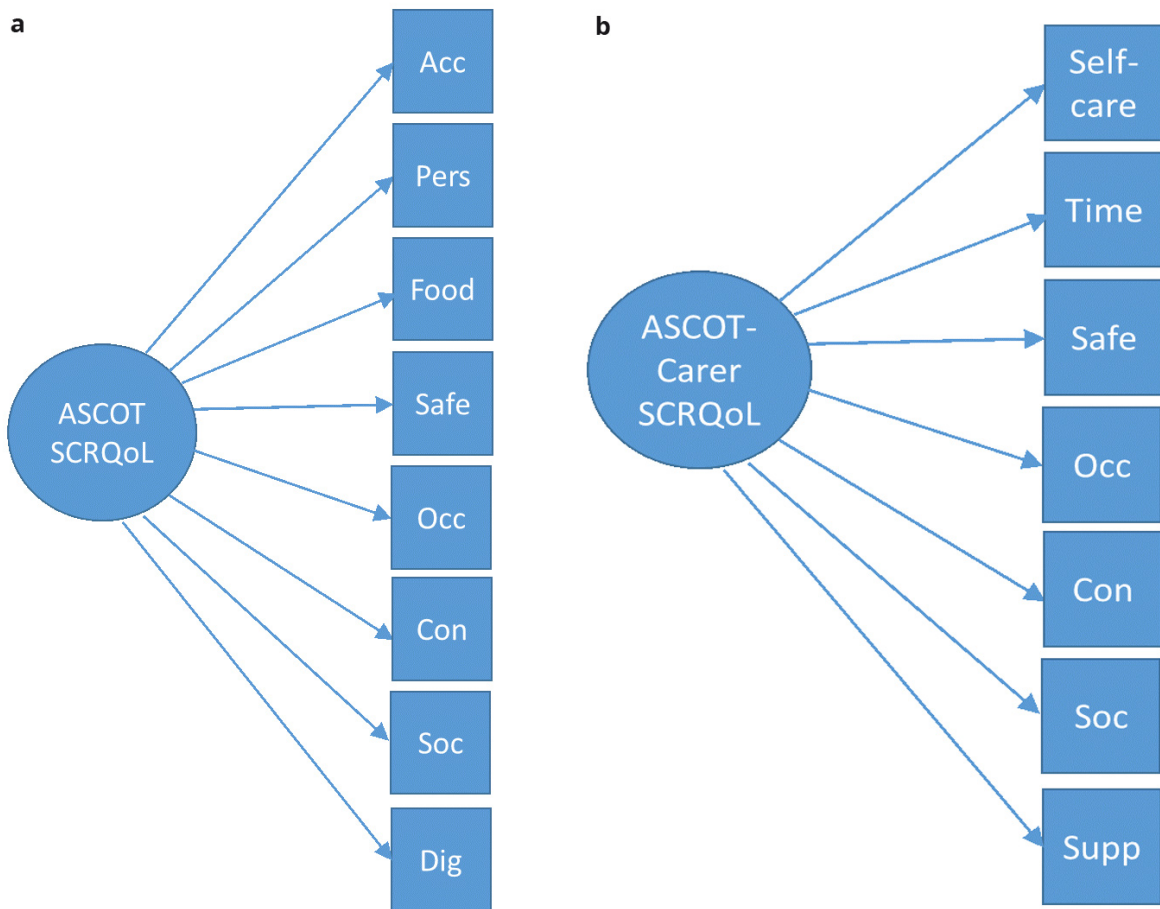 a
Acc
Pers
Food
Safe
Occ
Con
Soc
Dig
ASCOT
SCRQoL
b
Self-
care
Time
Safe
Occ
Con
Soc
Supp
ASCOT-
Carer
SCRQoL